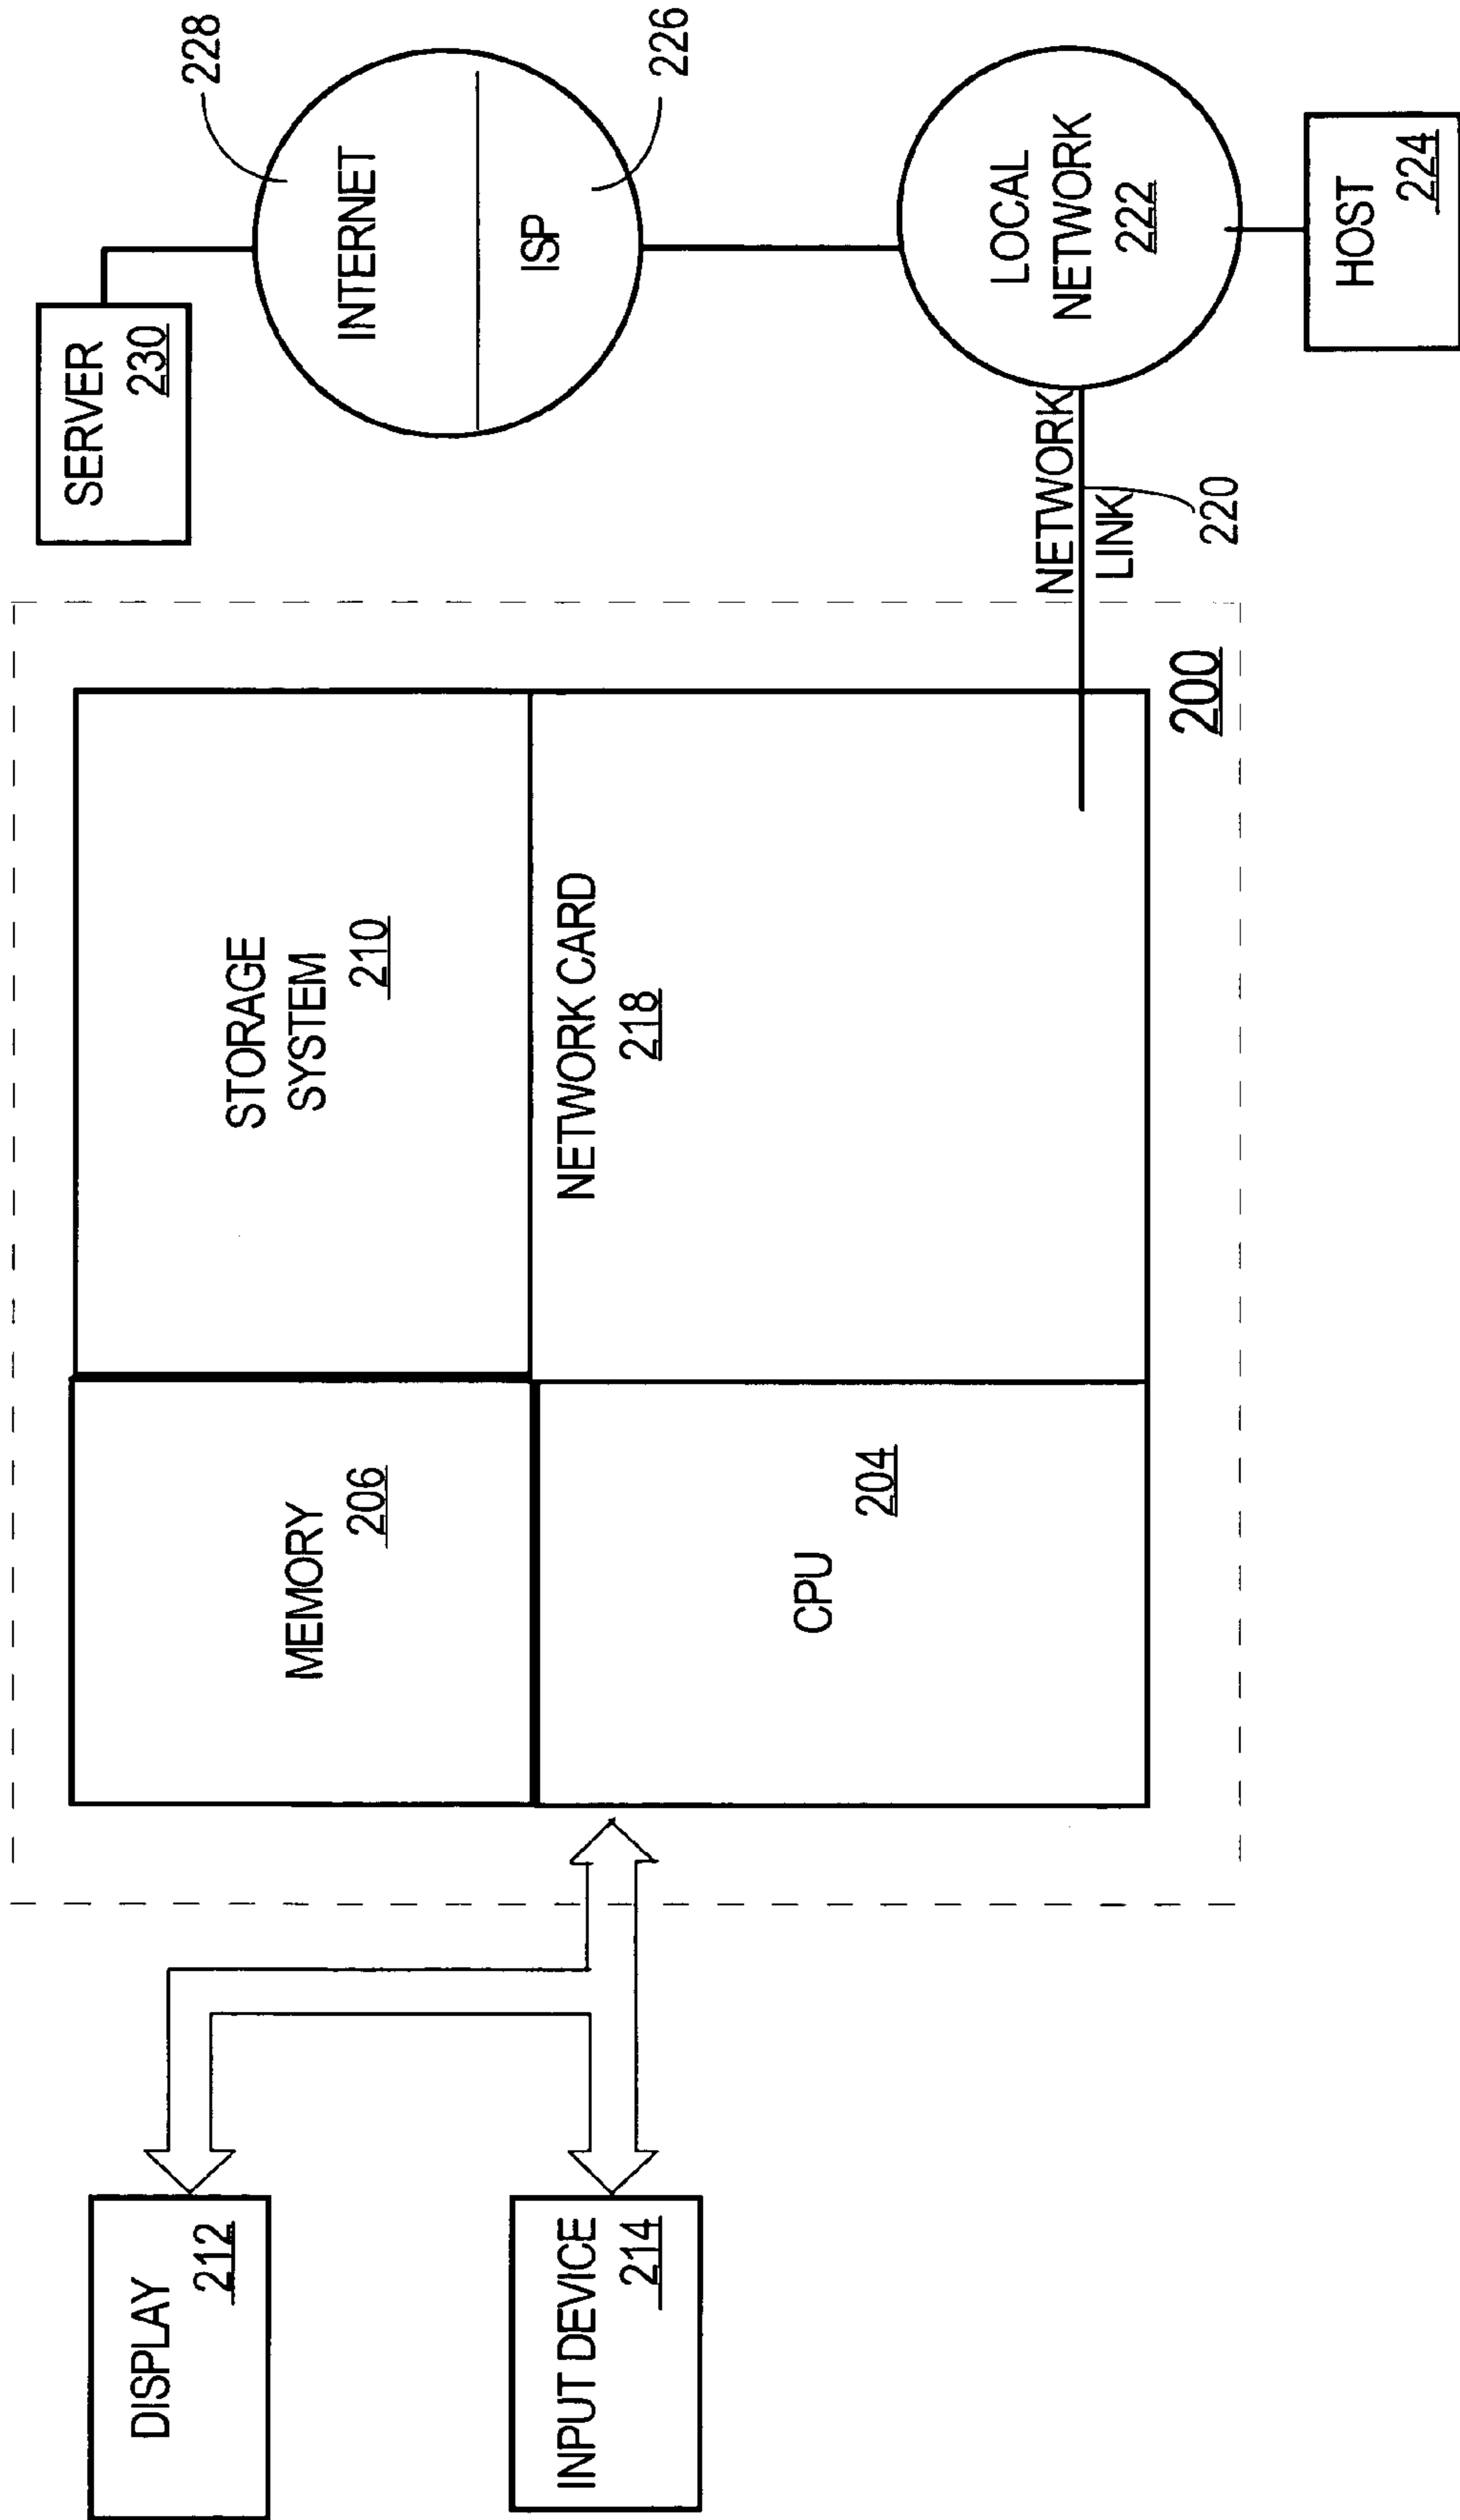 DISPLAY
212
INPUT DEVICE
214
MEMORY
206
CPU
204
STORAGE
SYSTEM
210
NETWORK CARD
218
200
NETWORK
LINK
220
SERVER
230
INTERNET
228
ISP
226
LOCAL
NETWORK
222
HOST
224